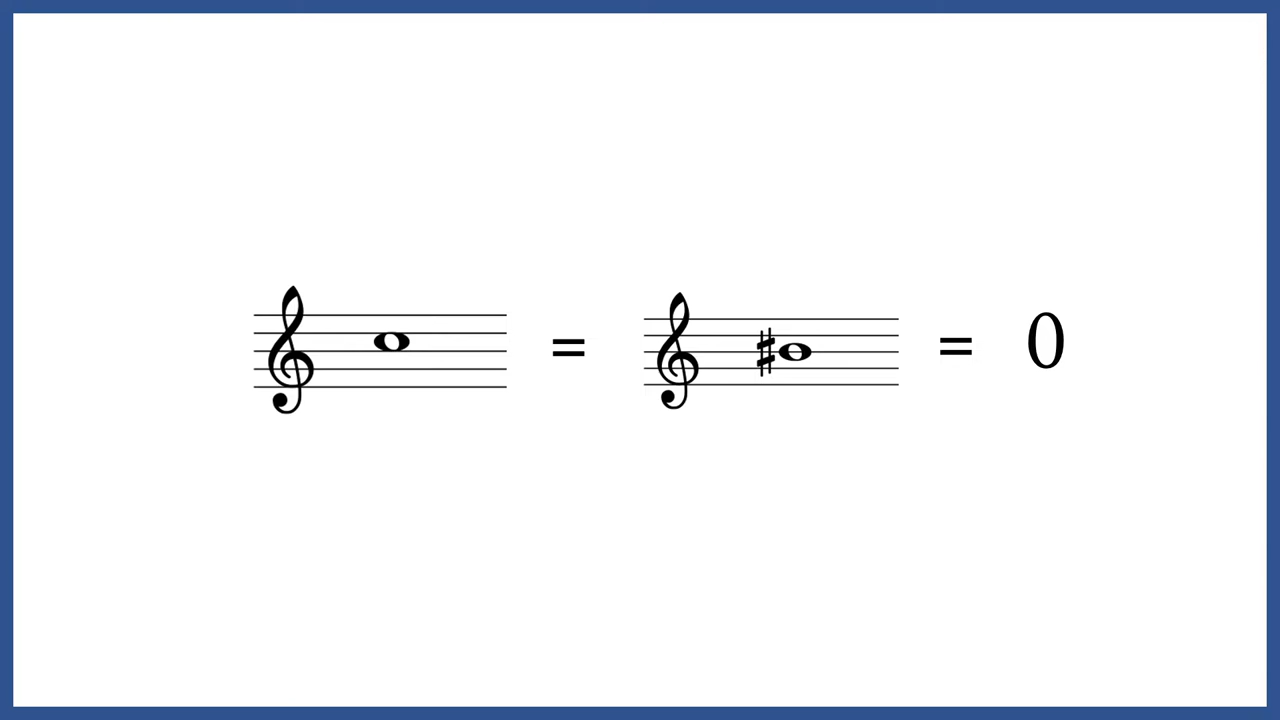 = = 0